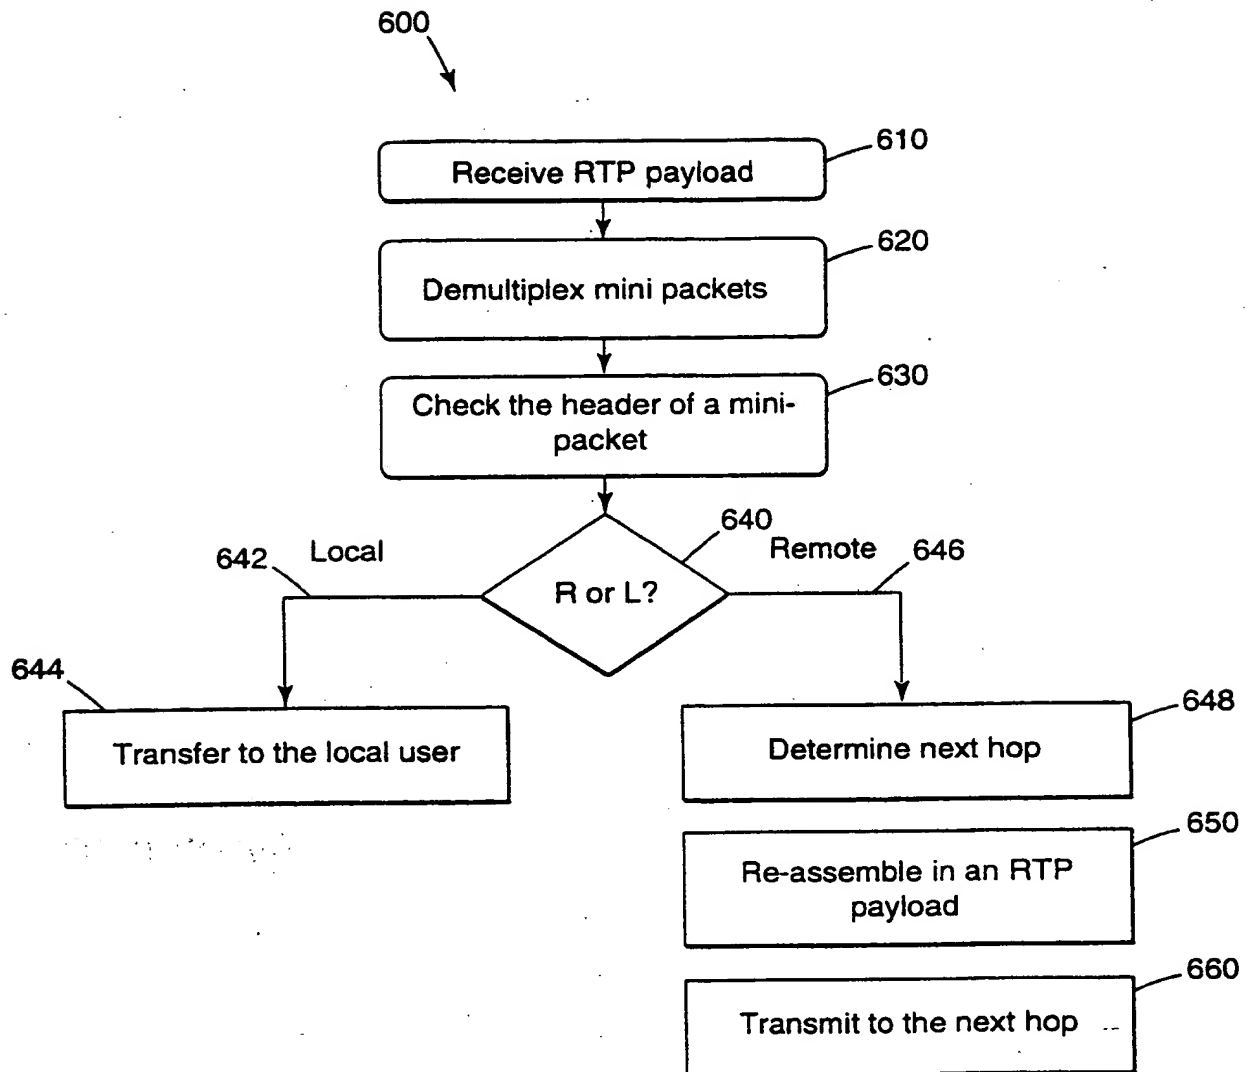 600
610
Receive RTP payload
620
Demultiplex mini packets
630
Check the header of a mini-
packet
640
642
Local
Remote
646
R or L?
644
648
Transfer to the local user
Determine next hop
650
Re-assemble in an RTP
payload
660
Transmit to the next hop